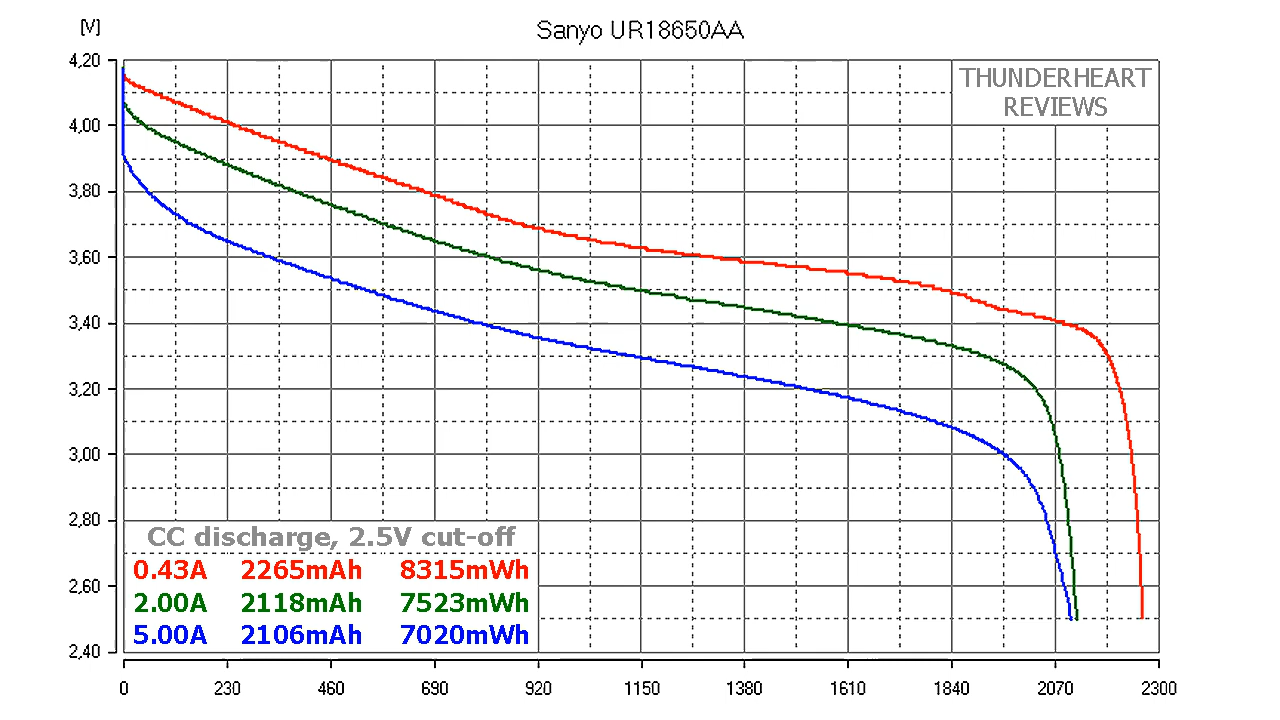 [V]
Sanyo UR18650AA
4,20
THUNDERHEART
REVIEWS
4,00
3,80
3,60
3,40
3,20
3,00
2,80
CC discharge, 2.5V cut-off
0.43A 2265mAh 8315mWh
2,60
2.00A 2118mAh 7523mWh
5.00A 2106mAh 7020mWh
2,40
0 230 460 690 920 1150 1380 1610 1840 2070 2300